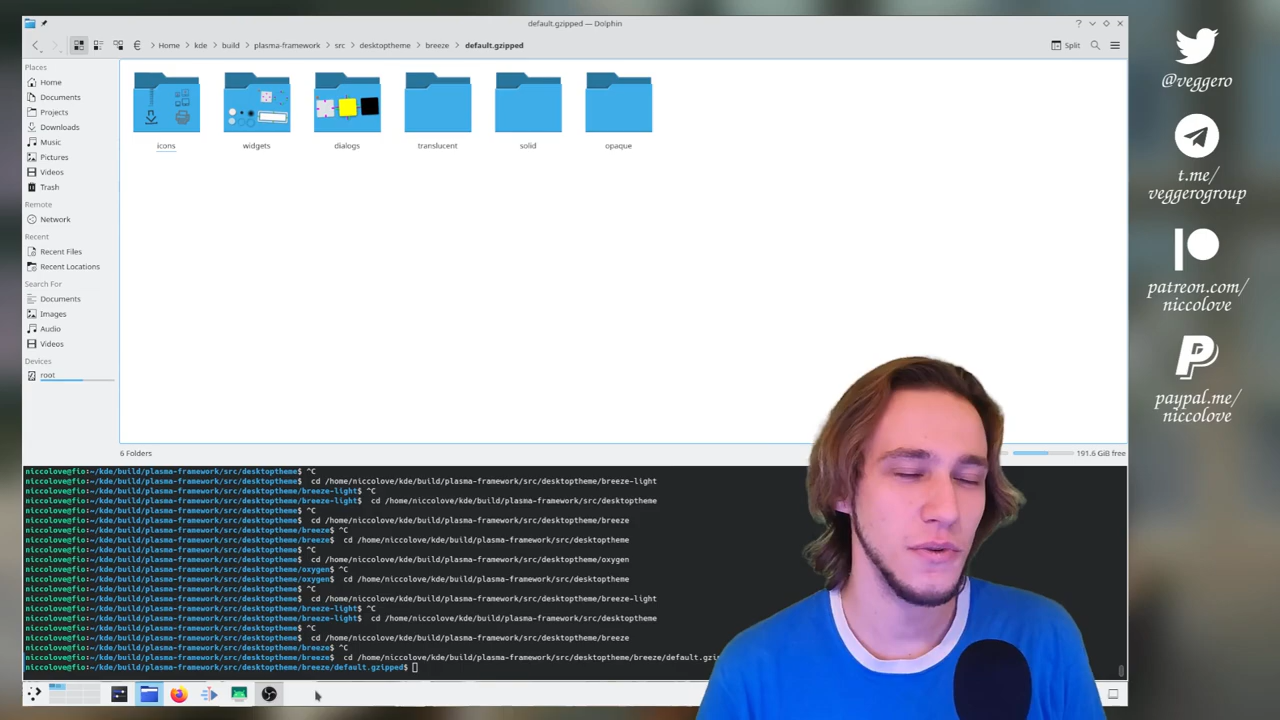 default.gzipped — Dolphin
Home > kde > build > plasma-framework > src > desktoptheme > breeze > default.gzipped
Split
Places
Home
Documents
Projects
Downloads
Music
Pictures
Videos
Trash
Remote
Network
Recent
Recent Files
Recent Locations
Search For
Documents
Images
Audio
Videos
Devices
root
icons
widgets
dialogs
translucent
solid
opaque
6 Folders
191.6 GiB free
niccolove@fio:~/kde/build/plasma-framework/src/desktoptheme$ ^C
niccolove@fio:~/kde/build/plasma-framework/src/desktoptheme$  cd /home/niccolove/kde/build/plasma-framework/src/desktoptheme/breeze-light
niccolove@fio:~/kde/build/plasma-framework/src/desktoptheme/breeze-light$ ^C
niccolove@fio:~/kde/build/plasma-framework/src/desktoptheme/breeze-light$  cd /home/niccolove/kde/build/plasma-framework/src/desktoptheme
niccolove@fio:~/kde/build/plasma-framework/src/desktoptheme$ ^C
niccolove@fio:~/kde/build/plasma-framework/src/desktoptheme$  cd /home/niccolove/kde/build/plasma-framework/src/desktoptheme/breeze
niccolove@fio:~/kde/build/plasma-framework/src/desktoptheme/breeze$ ^C
niccolove@fio:~/kde/build/plasma-framework/src/desktoptheme/breeze$  cd /home/niccolove/kde/build/plasma-framework/src/desktoptheme
niccolove@fio:~/kde/build/plasma-framework/src/desktoptheme$ ^C
niccolove@fio:~/kde/build/plasma-framework/src/desktoptheme$  cd /home/niccolove/kde/build/plasma-framework/src/desktoptheme/oxygen
niccolove@fio:~/kde/build/plasma-framework/src/desktoptheme/oxygen$ ^C
niccolove@fio:~/kde/build/plasma-framework/src/desktoptheme/oxygen$  cd /home/niccolove/kde/build/plasma-framework/src/desktoptheme
niccolove@fio:~/kde/build/plasma-framework/src/desktoptheme$ ^C
niccolove@fio:~/kde/build/plasma-framework/src/desktoptheme$  cd /home/niccolove/kde/build/plasma-framework/src/desktoptheme/breeze-light
niccolove@fio:~/kde/build/plasma-framework/src/desktoptheme/breeze-light$ ^C
niccolove@fio:~/kde/build/plasma-framework/src/desktoptheme/breeze-light$  cd /home/niccolove/kde/build/plasma-framework/src/desktoptheme
niccolove@fio:~/kde/build/plasma-framework/src/desktoptheme$ ^C
niccolove@fio:~/kde/build/plasma-framework/src/desktoptheme$  cd /home/niccolove/kde/build/plasma-framework/src/desktoptheme/breeze
niccolove@fio:~/kde/build/plasma-framework/src/desktoptheme/breeze$ ^C
niccolove@fio:~/kde/build/plasma-framework/src/desktoptheme/breeze$  cd /home/niccolove/kde/build/plasma-framework/src/desktoptheme/breeze/default.gzip
niccolove@fio:~/kde/build/plasma-framework/src/desktoptheme/breeze/default.gzipped$
@veggero
t.me/
veggerogroup
patreon.com/
niccolove
paypal.me/
niccolove